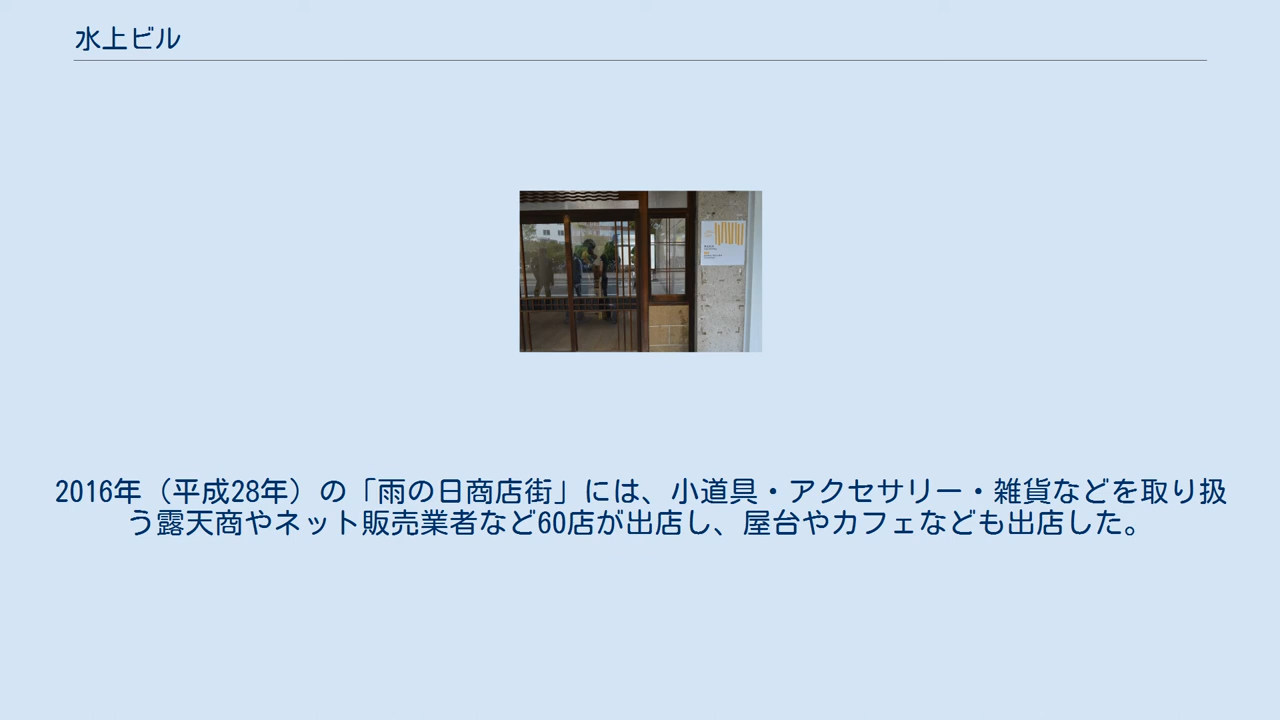 水上ビル
2016年（平成28年）の「雨の日商店街」には、小道具・アクセサリー・雑貨などを取り扱
う露天商やネット販売業者など60店が出店し、屋台やカフェなども出店した。